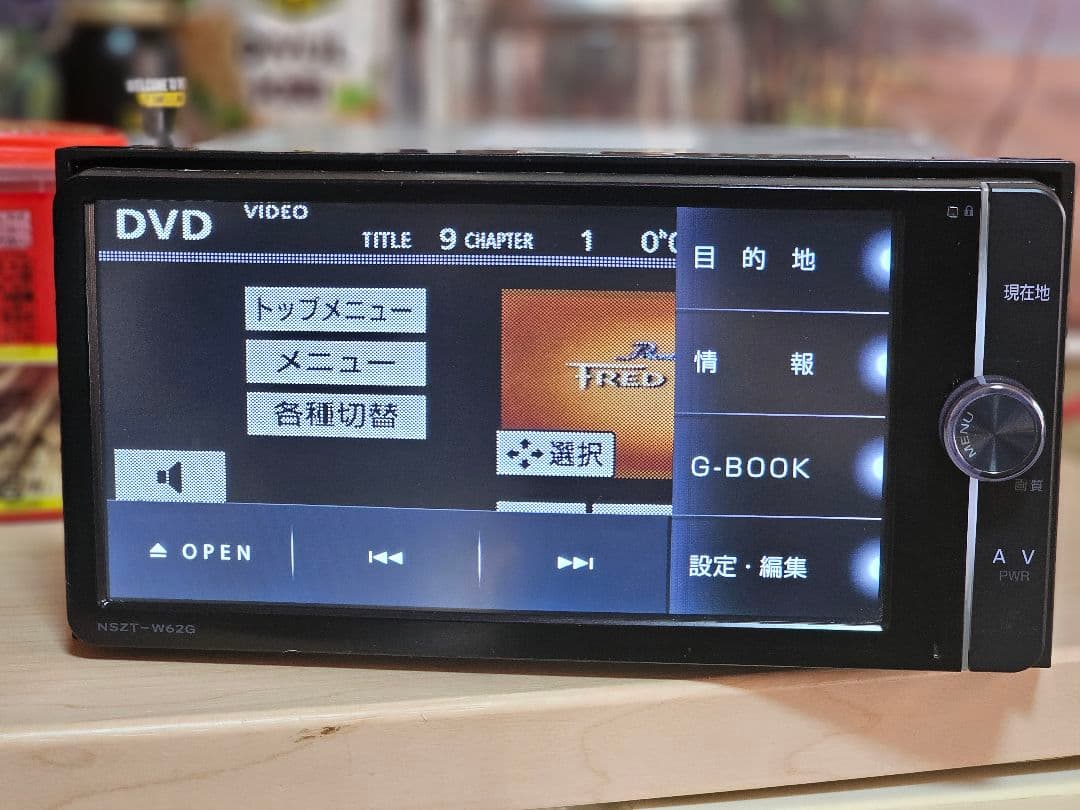 DVD VIDEO
TITLE 9 CHAPTER 1
トップメニュー
メニュー
各種切替
FRED
選択
OPEN
目的地
情報
G-BOOK
設定・編集
現在地
MENU
画質
AV
PWR
NSZT-W62G